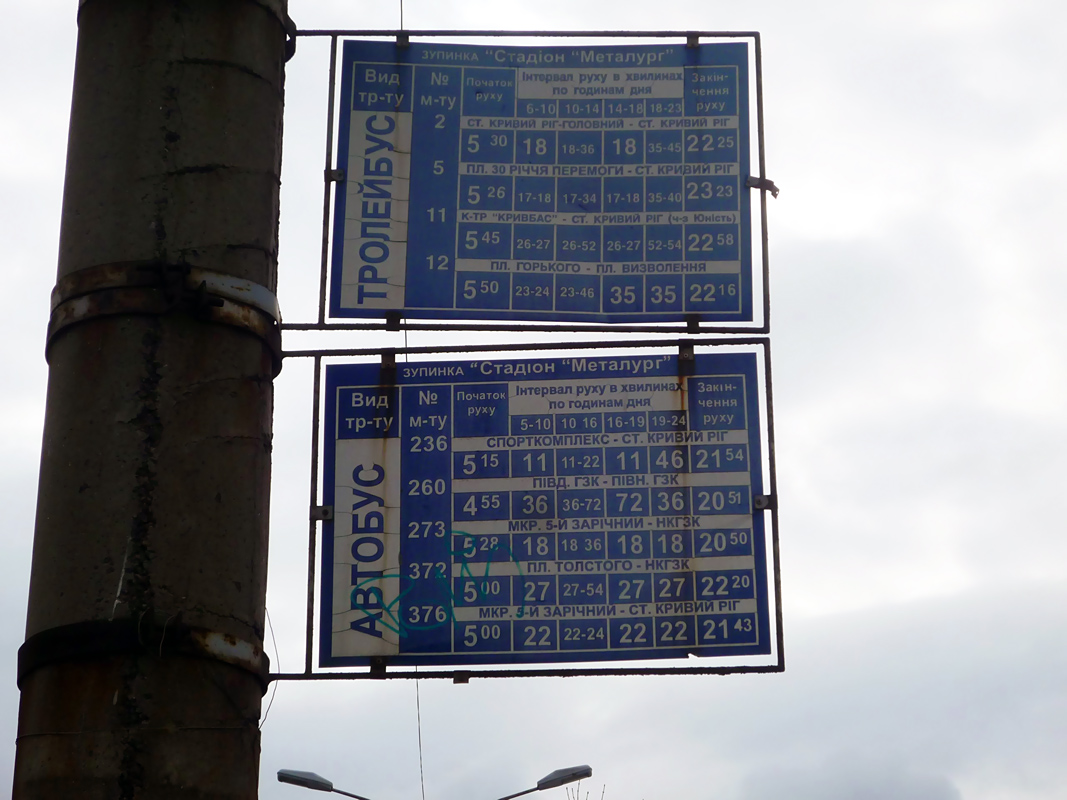 ЗУПИНКА "Стадіон "Металург"
Вид тр-ту № м-ту Початок руху Інтервал руху в хвилинах по годинам дня Закін-чення руху
6-10 10-14 14-18 18-23
ТРОЛЕЙБУС
2 СТ. КРИВИЙ РІГ-ГОЛОВНИЙ - СТ. КРИВИЙ РІГ
5 30 18 18-36 18 35-45 22 25
5 ПЛ. 30 РІЧЧЯ ПЕРЕМОГИ - СТ. КРИВИЙ РІГ
5 26 17-18 17-34 17-18 35-40 23 23
11 К-ТР "КРИВБАС" - СТ. КРИВИЙ РІГ (ч-з Юність)
5 45 26-27 26-52 26-27 52-54 22 58
12 ПЛ. ГОРЬКОГО - ПЛ. ВИЗВОЛЕННЯ
5 50 23-24 23-46 35 35 22 16
ЗУПИНКА "Стадіон "Металург"
Вид тр-ту № м-ту Початок руху Інтервал руху в хвилинах по годинам дня Закін-чення руху
5-10 10 16 16-19 19-24
АВТОБУС
236 СПОРТКОМПЛЕКС - СТ. КРИВИЙ РІГ
5 15 11 11-22 11 46 21 54
260 ПІВД. ГЗК - ПІВН. ГЗК
4 55 36 36-72 72 36 20 51
273 МКР. 5-Й ЗАРІЧНИЙ - НКГЗК
5 28 18 18 36 18 18 20 50
372 ПЛ. ТОЛСТОГО - НКГЗК
5 00 27 27-54 27 27 22 20
376 МКР. 5-Й ЗАРІЧНИЙ - СТ. КРИВИЙ РІГ
5 00 22 22-24 22 22 21 43